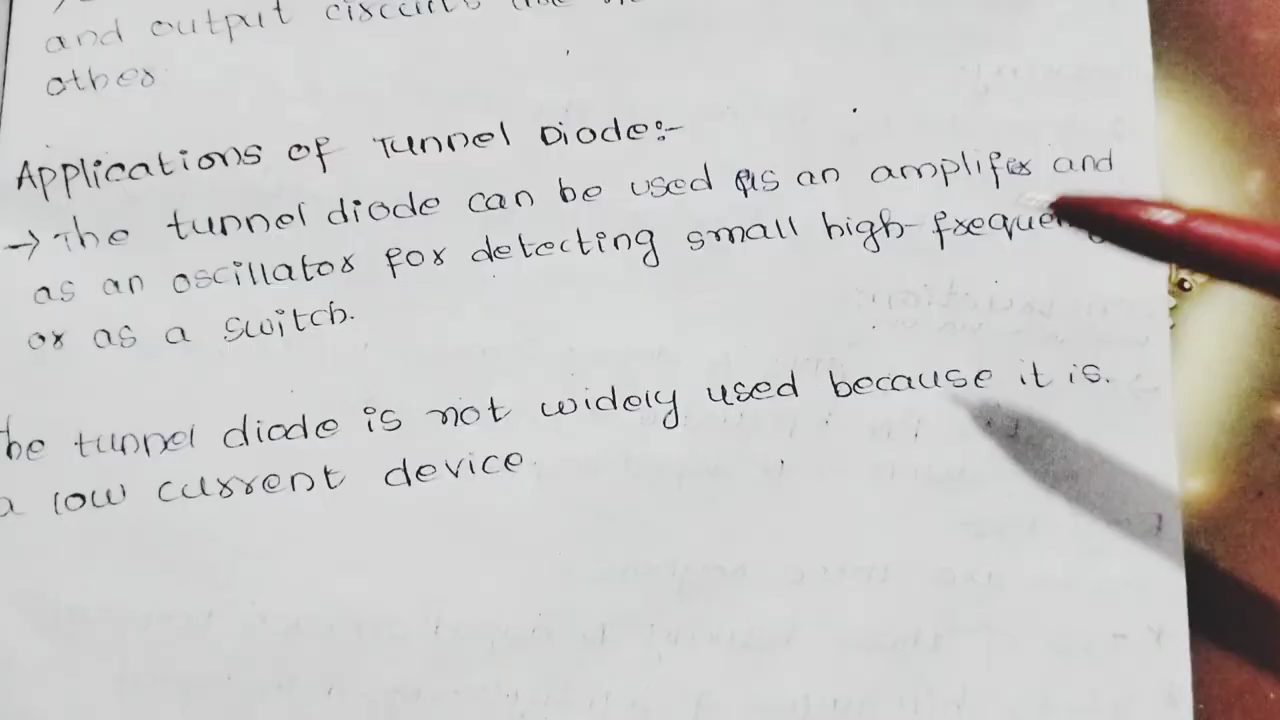 and output circuits
other
Applications of Tunnel Diode:-
→ The tunnel diode can be used as an amplifer and
as an oscillator for detecting small high-frequen
or as a switch.
he tunnel diode is not widely used because it is.
a low current device.